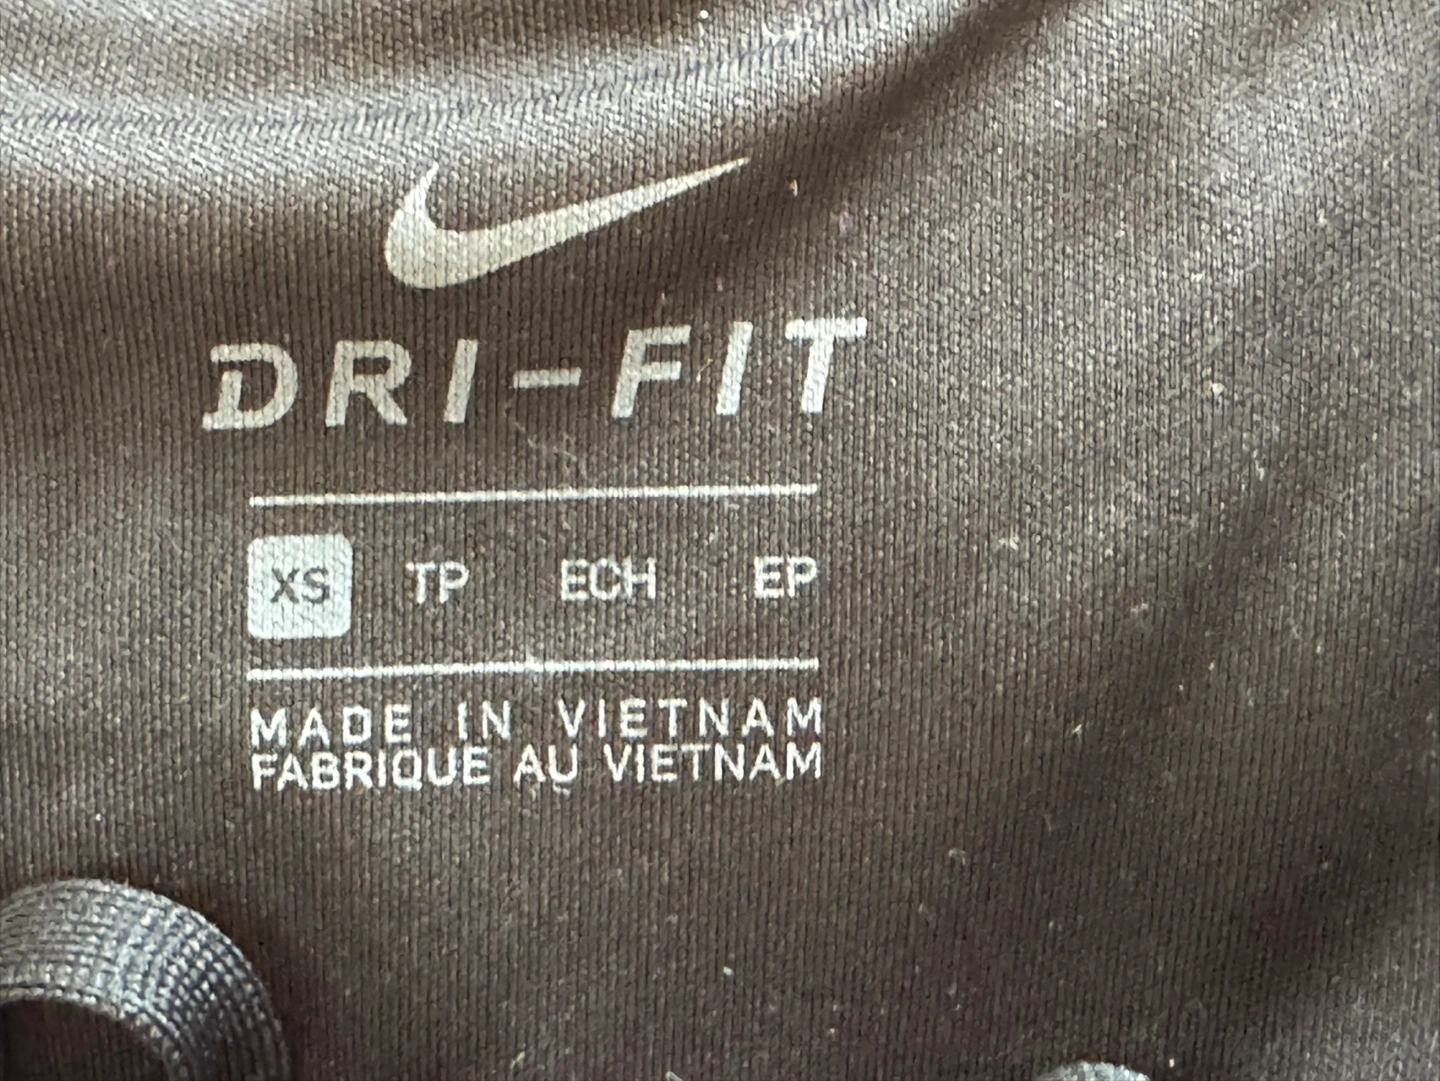 DRI-FIT
XS TP ECH EP
MADE IN VIETNAM
FABRIQUE AU VIETNAM